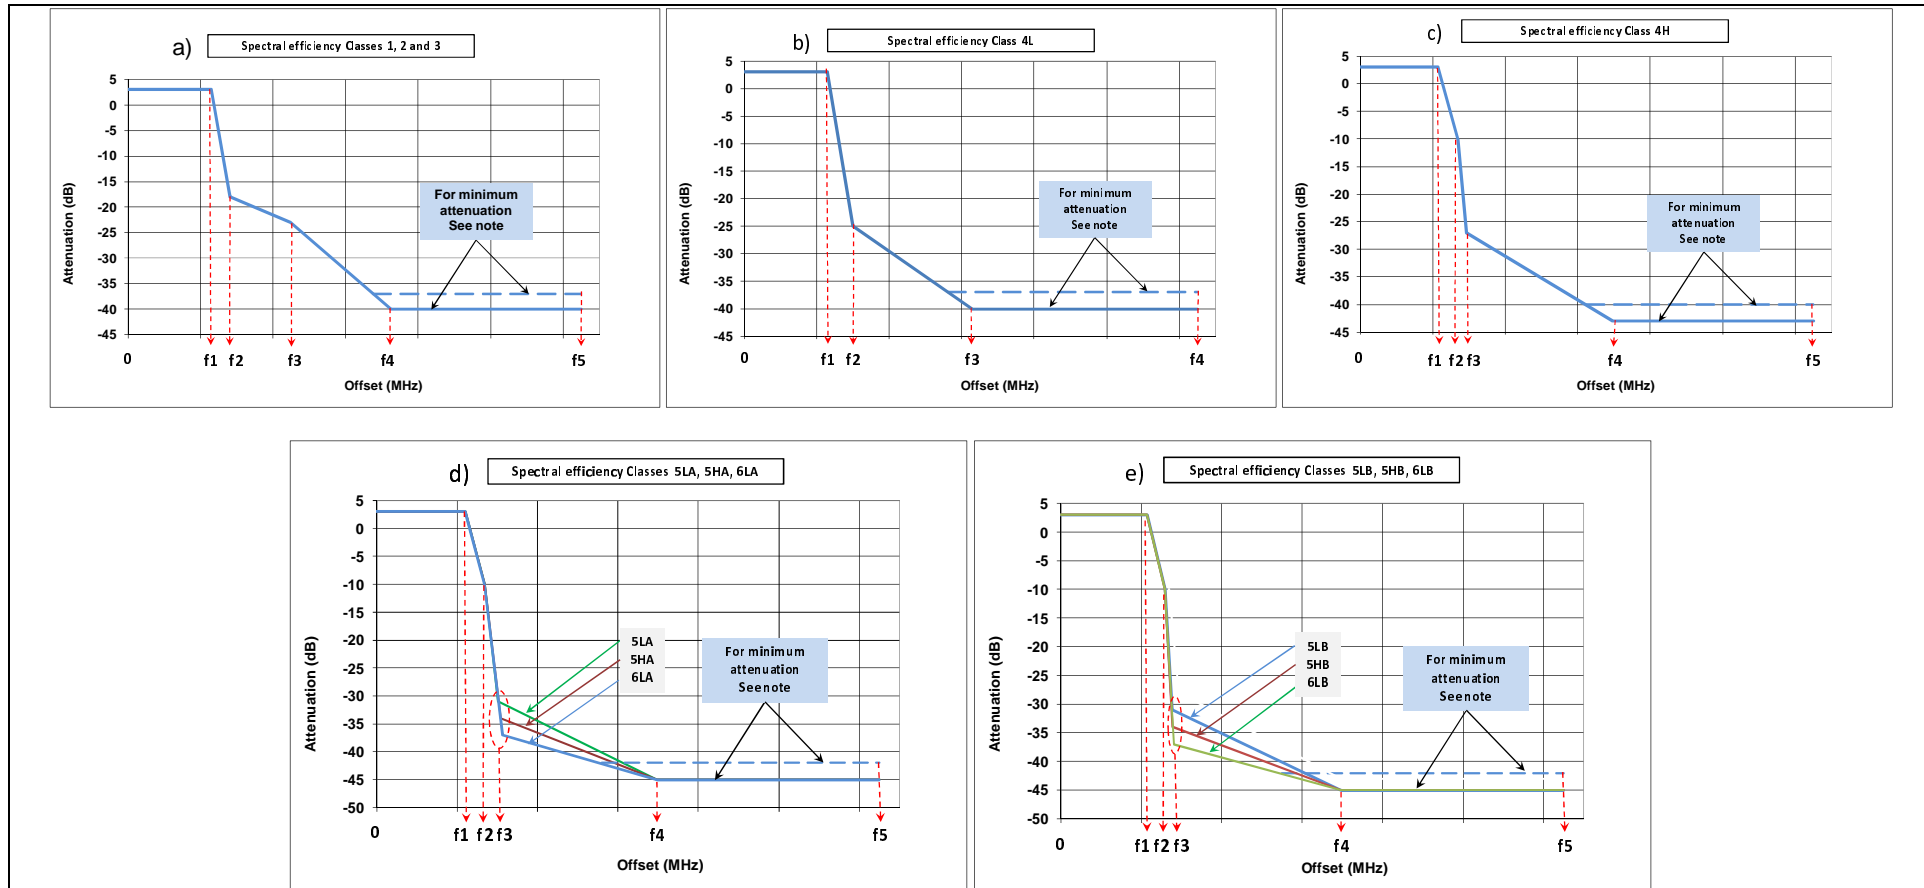 a)
Spectral efficiency Classes 1, 2 and 3
5
0
-5
-10
-15
-20
-25
-30
-35
-40
-45
Attenuation (dB)
For minimum
attenuation
See note
0
f1
f2
f3
f4
f5
Offset (MHz)
b)
Spectral efficiency Class 4L
5
0
-5
-10
-15
-20
-25
-30
-35
-40
-45
Attenuation (dB)
For minimum
attenuation
See note
0
f1
f2
f3
f4
Offset (MHz)
c)
Spectral efficiency Class 4H
5
0
-5
-10
-15
-20
-25
-30
-35
-40
-45
Attenuation (dB)
For minimum
attenuation
See note
0
f1
f2
f3
f4
f5
Offset (MHz)
d)
Spectral efficiency Classes 5LA, 5HA, 6LA
5
0
-5
-10
-15
-20
-25
-30
-35
-40
-45
-50
Attenuation (dB)
5LA
5HA
6LA
For minimum
attenuation
See note
0
f1
f2
f3
f4
f5
Offset (MHz)
e)
Spectral efficiency Classes 5LB, 5HB, 6LB
5
0
-5
-10
-15
-20
-25
-30
-35
-40
-45
-50
Attenuation (dB)
5LB
5HB
6LB
For minimum
attenuation
See note
0
f1
f2
f3
f4
f5
Offset (MHz)